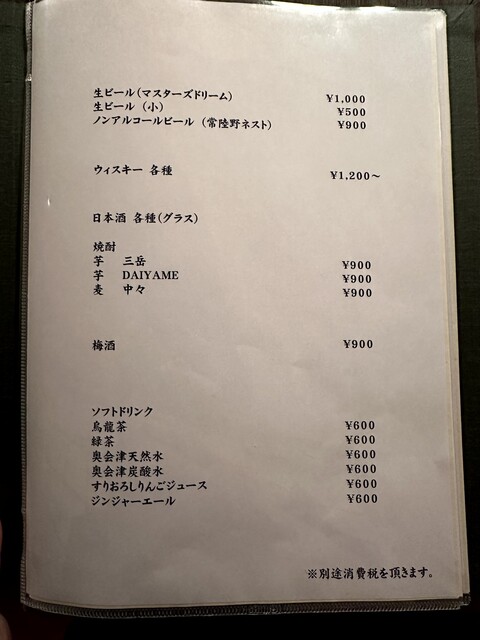 生ビール(マスターズドリーム) ¥1,000
生ビール (小) ¥500
ノンアルコールビール (常陸野ネスト) ¥900
ウィスキー 各種 ¥1,200～
日本酒 各種(グラス)
焼酎
芋 三岳 ¥900
芋 DAIYAME ¥900
麦 中々 ¥900
梅酒 ¥900
ソフトドリンク
烏龍茶 ¥600
緑茶 ¥600
奥会津天然水 ¥600
奥会津炭酸水 ¥600
すりおろしりんごジュース ¥600
ジンジャーエール ¥600
※別途消費税を頂きます。